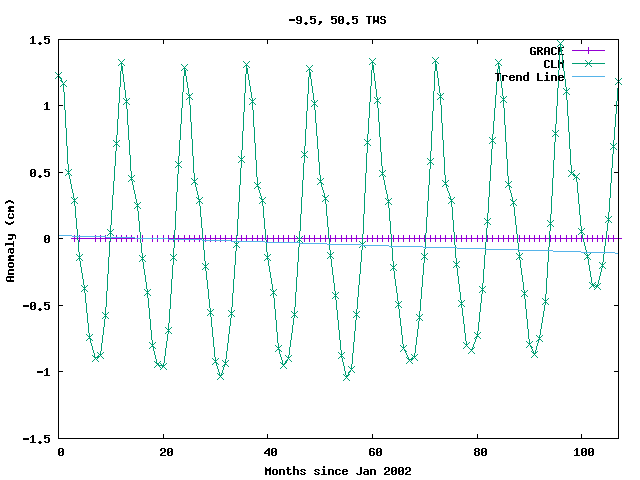 -9.5, 50.5 TWS
GRACE
CLM
Trend Line
1.5
1
0.5
0
-0.5
-1
-1.5
Anomaly (cm)
0 20 40 60 80 100
Months since Jan 2002